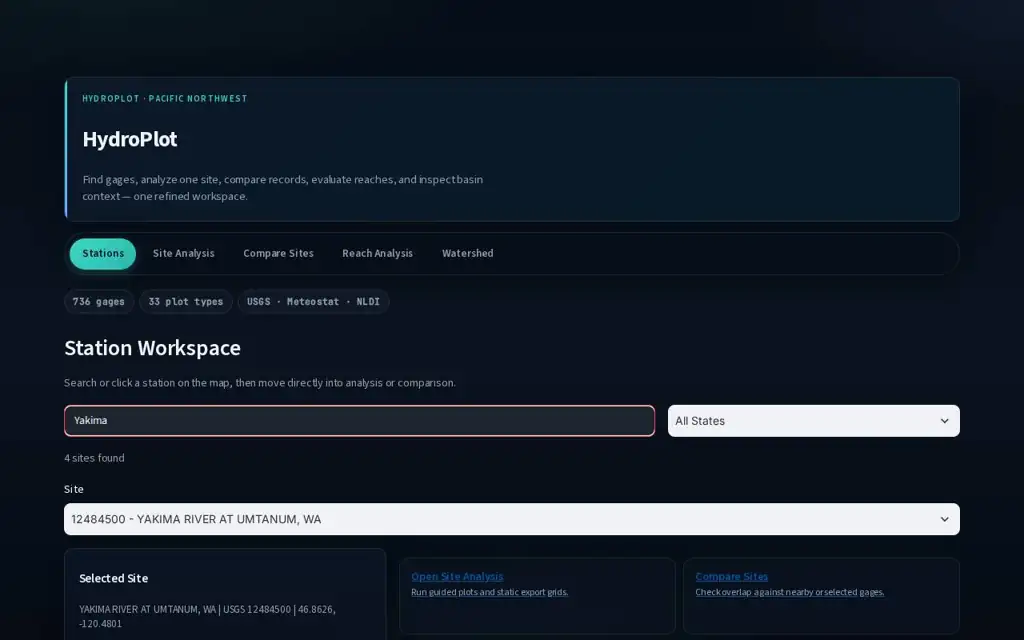 HYDROPLOT · PACIFIC NORTHWEST
HydroPlot
Find gages, analyze one site, compare records, evaluate reaches, and inspect basin
context — one refined workspace.
Stations Site Analysis Compare Sites Reach Analysis Watershed
736 gages 33 plot types USGS · Meteostat · NLDI
Station Workspace
Search or click a station on the map, then move directly into analysis or comparison.
Yakima All States
4 sites found
Site
12484500 - YAKIMA RIVER AT UMTANUM, WA
Selected Site
YAKIMA RIVER AT UMTANUM, WA | USGS 12484500 | 46.8626,
-120.4801
Open Site Analysis
Run guided plots and static export grids.
Compare Sites
Check overlap against nearby or selected gages.